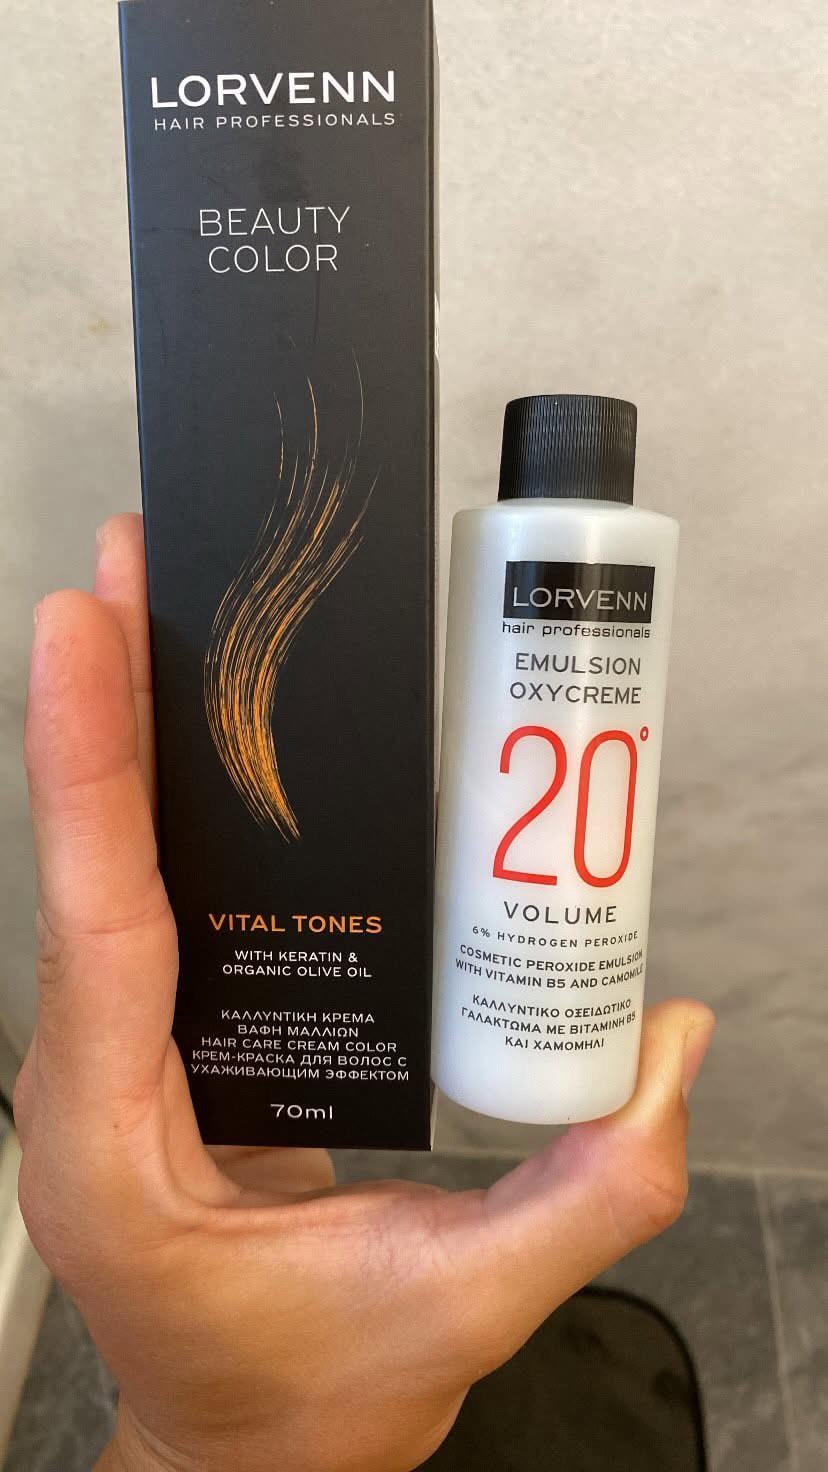 LORVENN
HAIR PROFESSIONALS
BEAUTY
COLOR
VITAL TONES
WITH KERATIN &
ORGANIC OLIVE OIL
ΚΑΛΛΥΝΤΙΚΗ ΚΡΕΜΑ
ΒΑΦΗ ΜΑΛΛΙΩΝ
HAIR CARE CREAM COLOR
КРЕМ-КРАСКА ДЛЯ ВОЛОС С
УХАЖИВАЮЩИМ ЭФФЕКТОМ
70ml
LORVENN
hair professionals
EMULSION
OXYCREME
20°
VOLUME
6% HYDROGEN PEROXIDE
COSMETIC PEROXIDE EMULSION
WITH VITAMIN B5 AND CAMOMILE
ΚΑΛΛΥΝΤΙΚΟ ΟΞΕΙΔΩΤΙΚΟ
ΓΑΛΑΚΤΩΜΑ ΜΕ ΒΙΤΑΜΙΝΗ Β5
ΚΑΙ ΧΑΜΟΜΗΛΙ